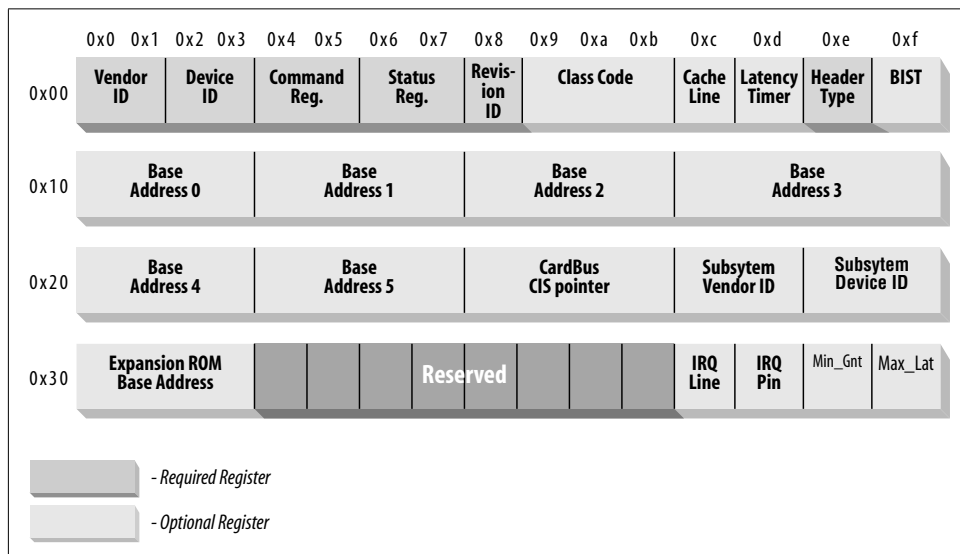 0x0 0x1 0x2 0x3 0x4 0x5 0x6 0x7 0x8 0x9 0xa 0xb 0xc 0xd 0xe 0xf
0x00
Vendor
ID
Device
ID
Command
Reg.
Status
Reg.
Revis-
ion
ID
Class Code
Cache
Line
Latency
Timer
Header
Type
BIST
0x10
Base
Address 0
Base
Address 1
Base
Address 2
Base
Address 3
0x20
Base
Address 4
Base
Address 5
CardBus
CIS pointer
Subsytem
Vendor ID
Subsytem
Device ID
0x30
Expansion ROM
Base Address
Reserved
IRQ
Line
IRQ
Pin
Min_Gnt
Max_Lat
- Required Register
- Optional Register